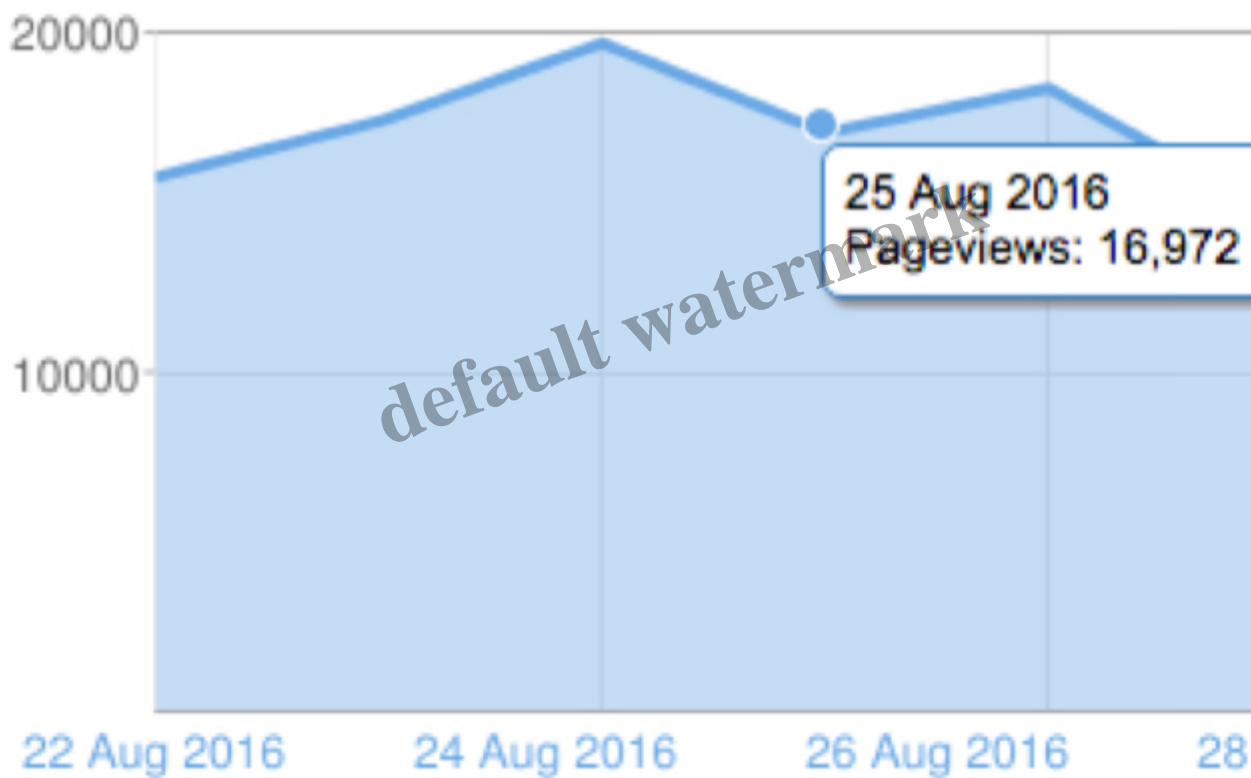 20000
25 Aug 2016
Pageviews: 16,972
default watermark
10000
22 Aug 2016
24 Aug 2016
26 Aug 2016
28